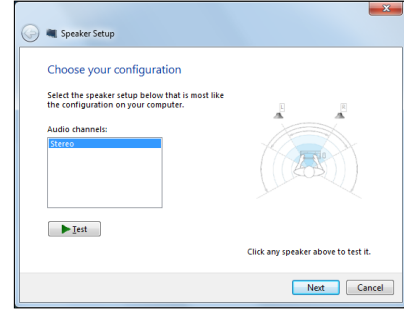 Speaker Setup
Choose your configuration
Select the speaker setup below that is most like
the configuration on your computer.
Audio channels:
Stereo
L
R
Test
Click any speaker above to test it.
Next
Cancel